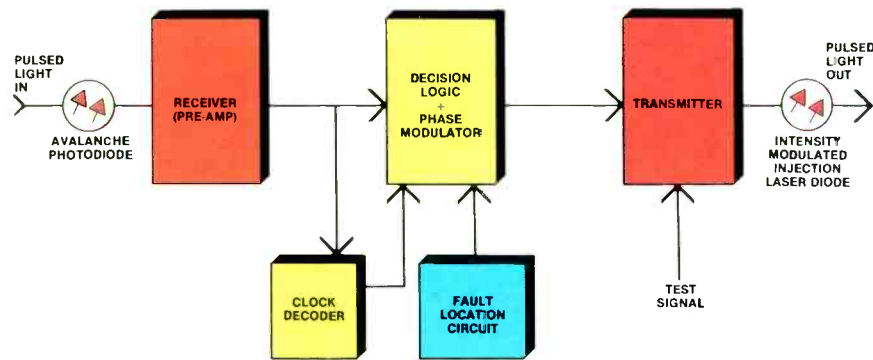 PULSED
LIGHT
IN
AVALANCHE
PHOTODIODE
RECEIVER
(PRE-AMP)
DECISION
LOGIC
+
PHASE
MODULATOR
TRANSMITTER
PULSED
LIGHT
OUT
INTENSITY
MODULATED
INJECTION
LASER DIODE
CLOCK
DECODER
FAULT
LOCATION
CIRCUIT
TEST
SIGNAL